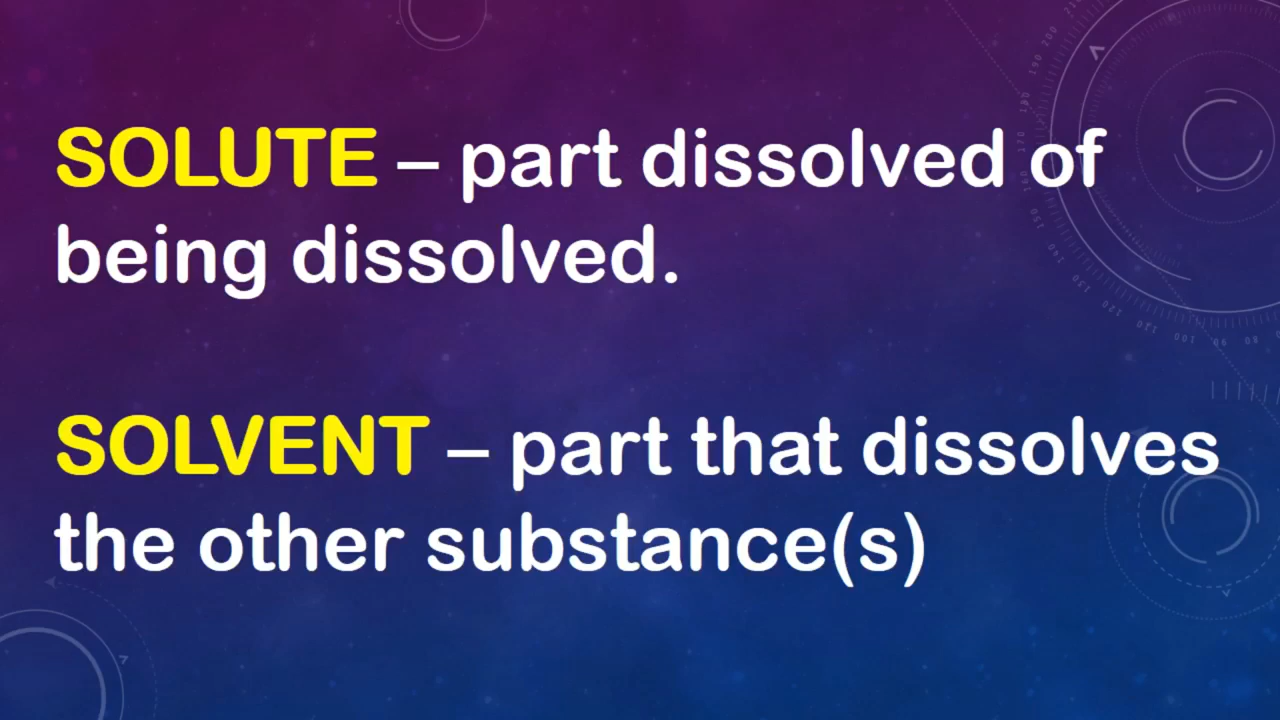 SOLUTE – part dissolved of
being dissolved.
SOLVENT – part that dissolves
the other substance(s)